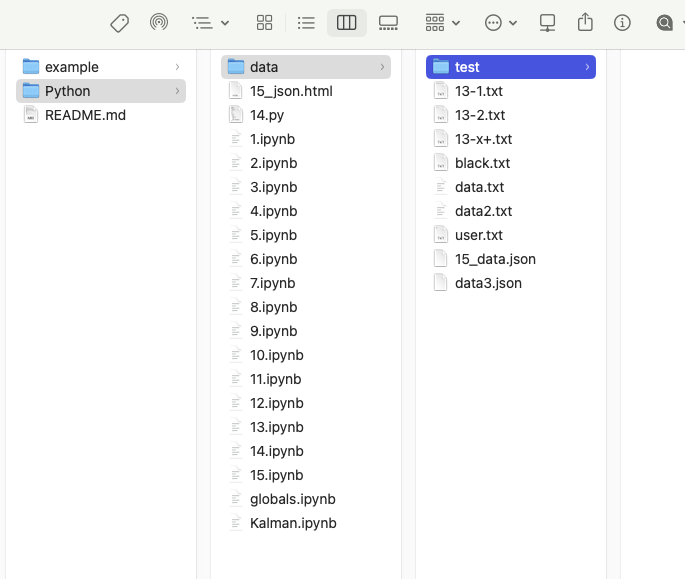 example
Python
README.md
data
15_json.html
14.py
1.ipynb
2.ipynb
3.ipynb
4.ipynb
5.ipynb
6.ipynb
7.ipynb
8.ipynb
9.ipynb
10.ipynb
11.ipynb
12.ipynb
13.ipynb
14.ipynb
15.ipynb
globals.ipynb
Kalman.ipynb
test
13-1.txt
13-2.txt
13-x+.txt
black.txt
data.txt
data2.txt
user.txt
15_data.json
data3.json